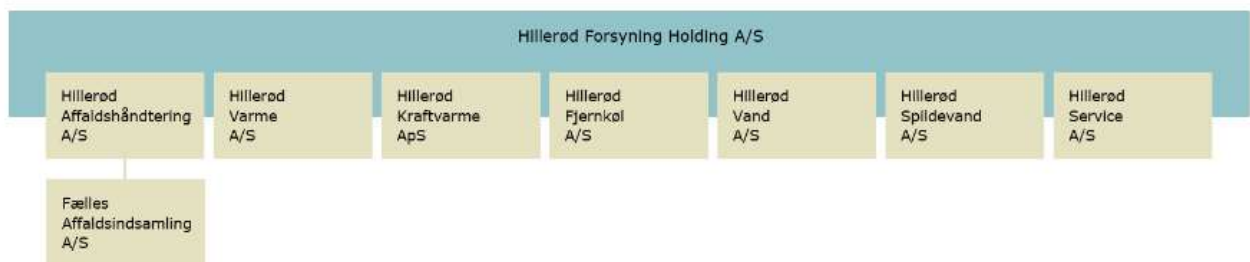 Hillerød Forsyning Holding A/S
Hillerød
Affaldshåndtering
A/S
Hillerød
Varme
A/S
Hillerød
Kraftvarme
ApS
Hillerød
Fjernkøl
A/S
Hillerød
Vand
A/S
Hillerød
Spildevand
A/S
Hillerød
Service
A/S
Fælles
Affaldsindsamling
A/S